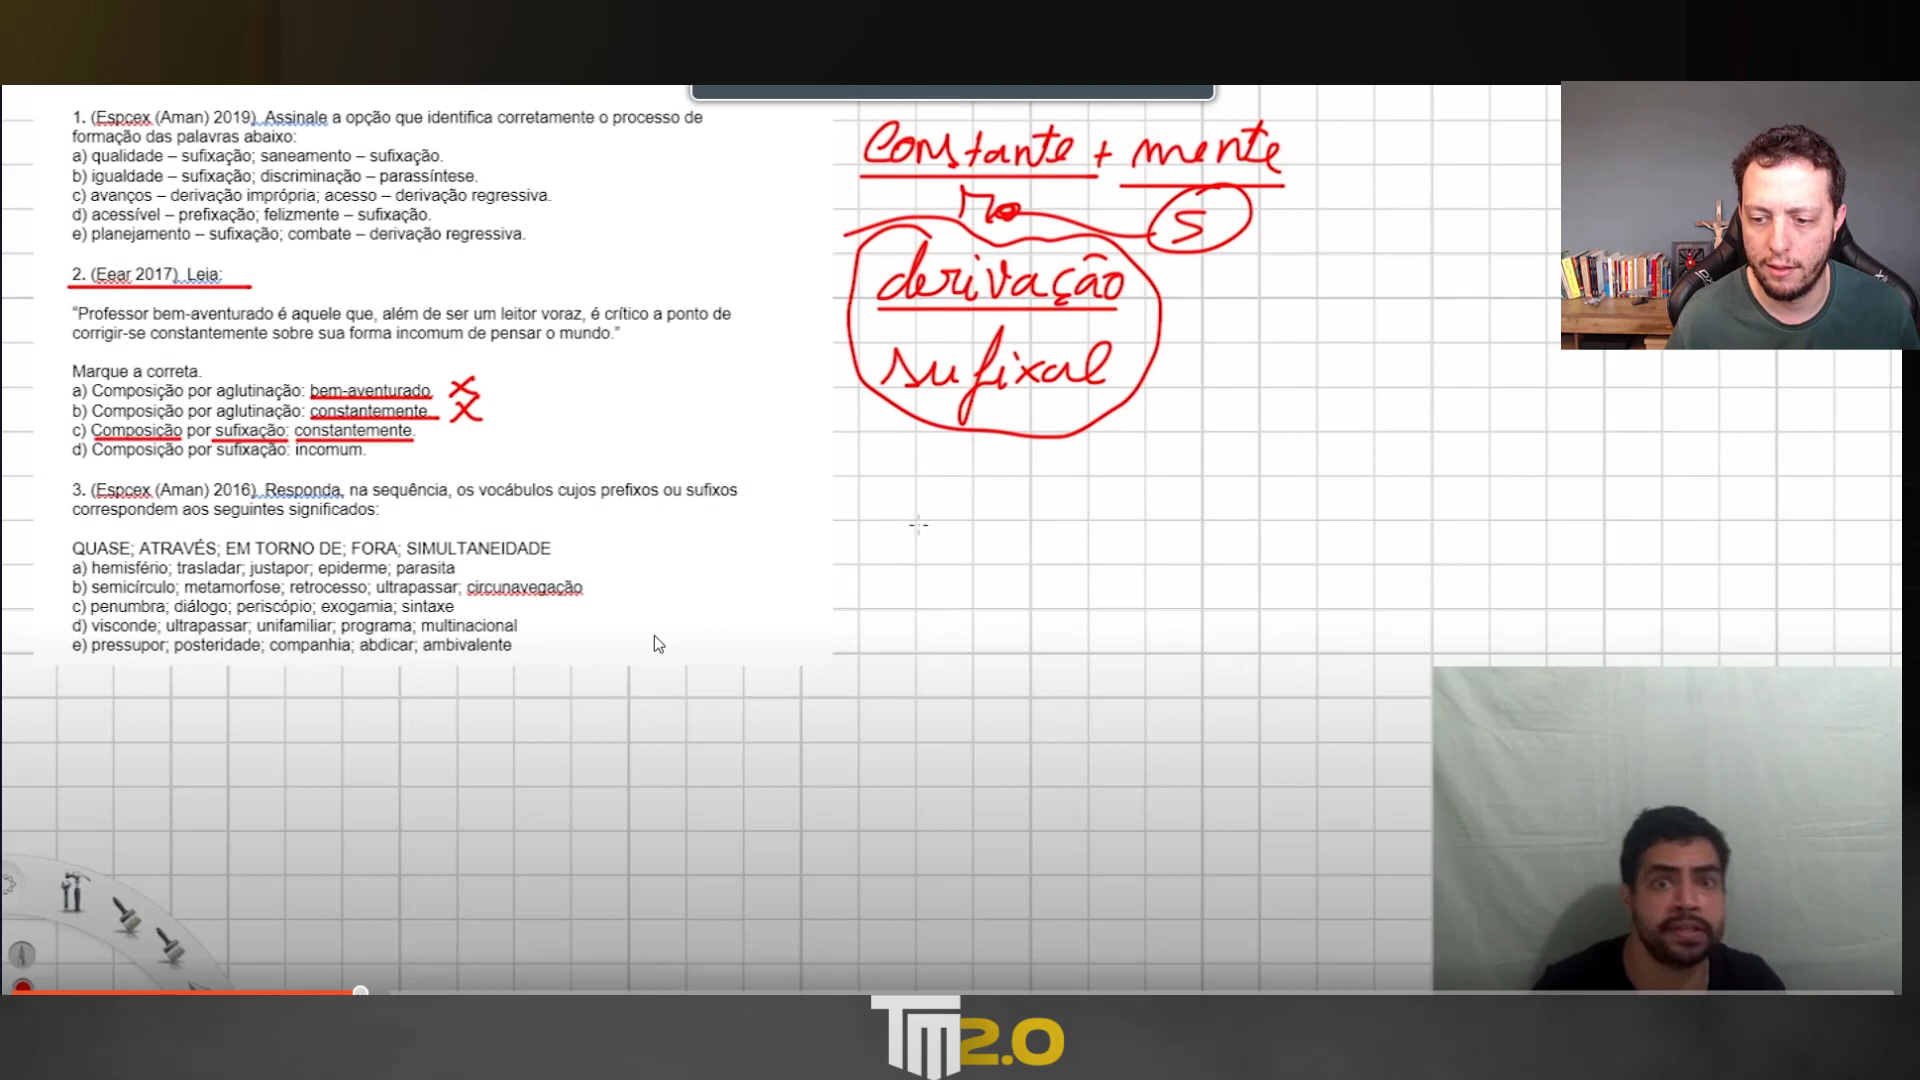 1. (Espcex (Aman) 2019). Assinale a opção que identifica corretamente o processo de
formação das palavras abaixo:
a) qualidade – sufixação; saneamento – sufixação.
b) igualdade – sufixação; discriminação – parassíntese.
c) avanços – derivação imprópria; acesso – derivação regressiva.
d) acessível – prefixação; felizmente – sufixação.
e) planejamento – sufixação; combate – derivação regressiva.
2. (Eear 2017) Leia:
“Professor bem-aventurado é aquele que, além de ser um leitor voraz, é crítico a ponto de
corrigir-se constantemente sobre sua forma incomum de pensar o mundo.”
Marque a correta.
a) Composição por aglutinação: bem-aventurado. X
b) Composição por aglutinação: constantemente. X
c) Composição por sufixação: constantemente.
d) Composição por sufixação: incomum.
3. (Espcex (Aman) 2016). Responda, na sequência, os vocábulos cujos prefixos ou sufixos
correspondem aos seguintes significados:
QUASE; ATRAVÉS; EM TORNO DE; FORA; SIMULTANEIDADE
a) hemisfério; trasladar; justapor; epiderme; parasita
b) semicírculo; metamorfose; retrocesso; ultrapassar; circunavegação
c) penumbra; diálogo; periscópio; exogamia; sintaxe
d) visconde; ultrapassar; unifamiliar; programa; multinacional
e) pressupor; posteridade; companhia; abdicar; ambivalente
constante + mente
S
derivação
sufixal
TM 2.0